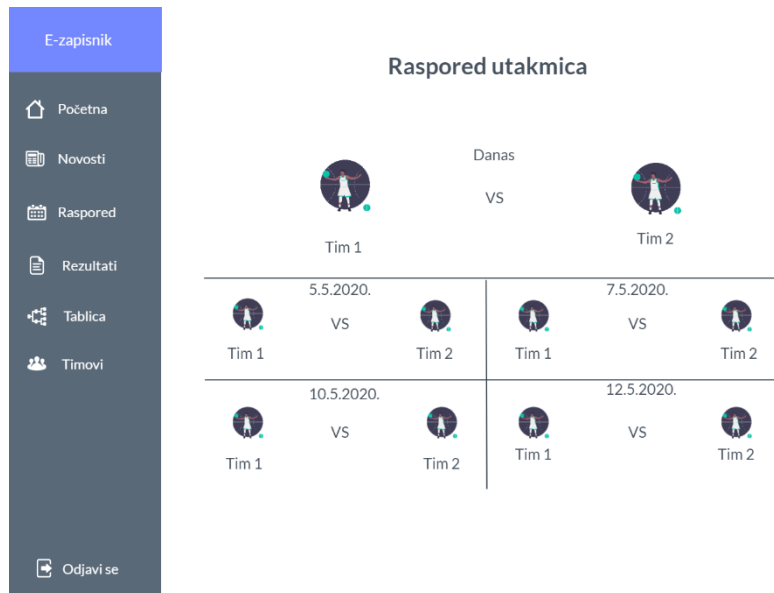 E-zapisnik
Početna
Novosti
Raspored
Rezultati
Tablica
Timovi
Odjavi se
Raspored utakmica
Danas
VS
Tim 1
Tim 2
5.5.2020.
VS
Tim 1
Tim 2
7.5.2020.
VS
Tim 1
Tim 2
10.5.2020.
VS
Tim 1
Tim 2
12.5.2020.
VS
Tim 1
Tim 2